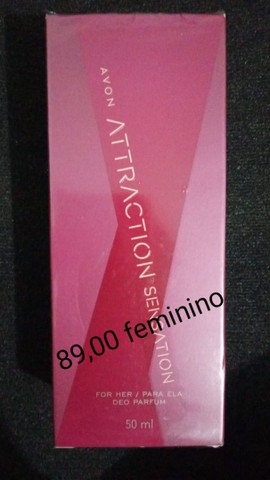 AVON
ATTRACTION SENSATION
89,00 feminino
FOR HER / PARA ELA
DEO PARFUM
50 ml